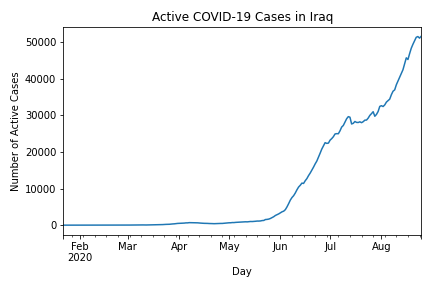 Active COVID-19 Cases in Iraq
Number of Active Cases
50000
40000
30000
20000
10000
0
Feb Mar Apr May Jun Jul Aug
2020
Day